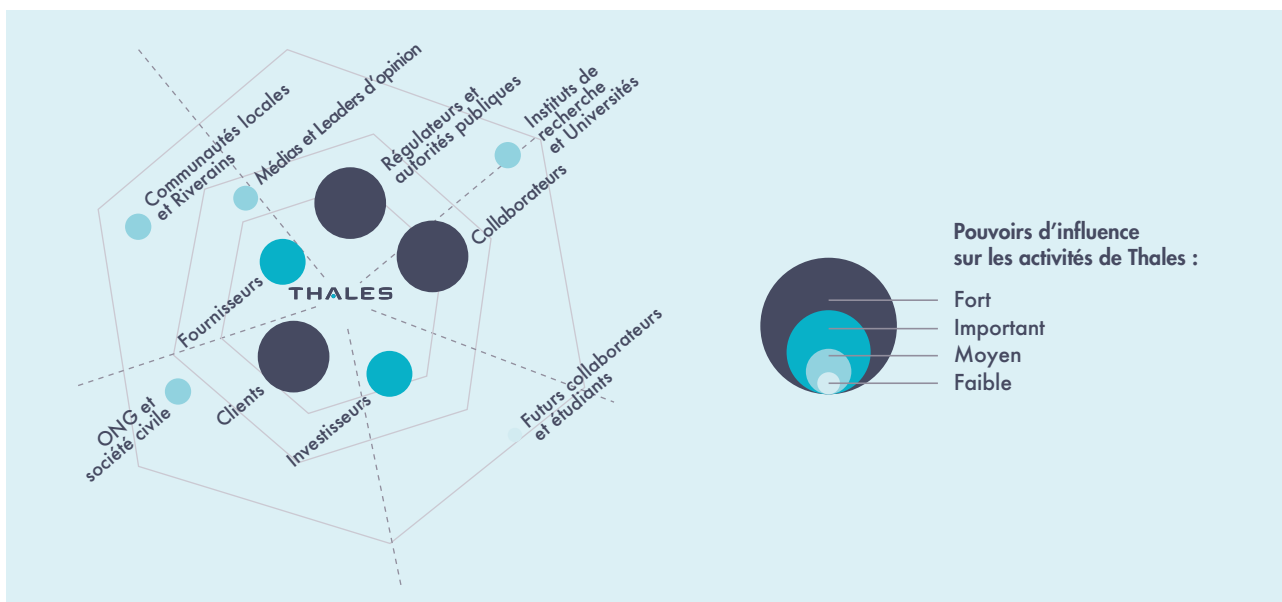 Communautés locales
et Riverains
Médias et Leaders d'opinion
Régulateurs et
autorités publiques
Instituts de
recherche
et Universités
Collaborateurs
Fournisseurs
THALES
ONG et
société civile
Clients
Investisseurs
Futurs collaborateurs
et étudiants
Pouvoirs d'influence
sur les activités de Thales :
Fort
Important
Moyen
Faible